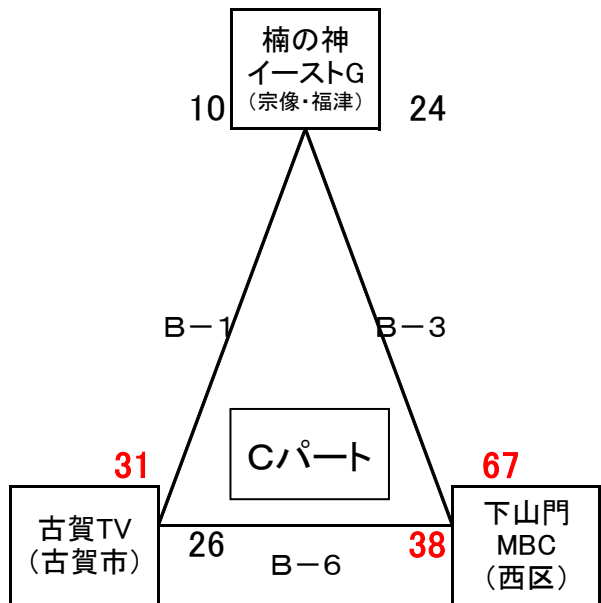 楠の神
イーストG
（宗像・福津）
10
24
Ｂ－1
Ｂ－3
Ｃパート
31
67
古賀TV
（古賀市）
26
38
Ｂ－6
下山門
MBC
（西区）